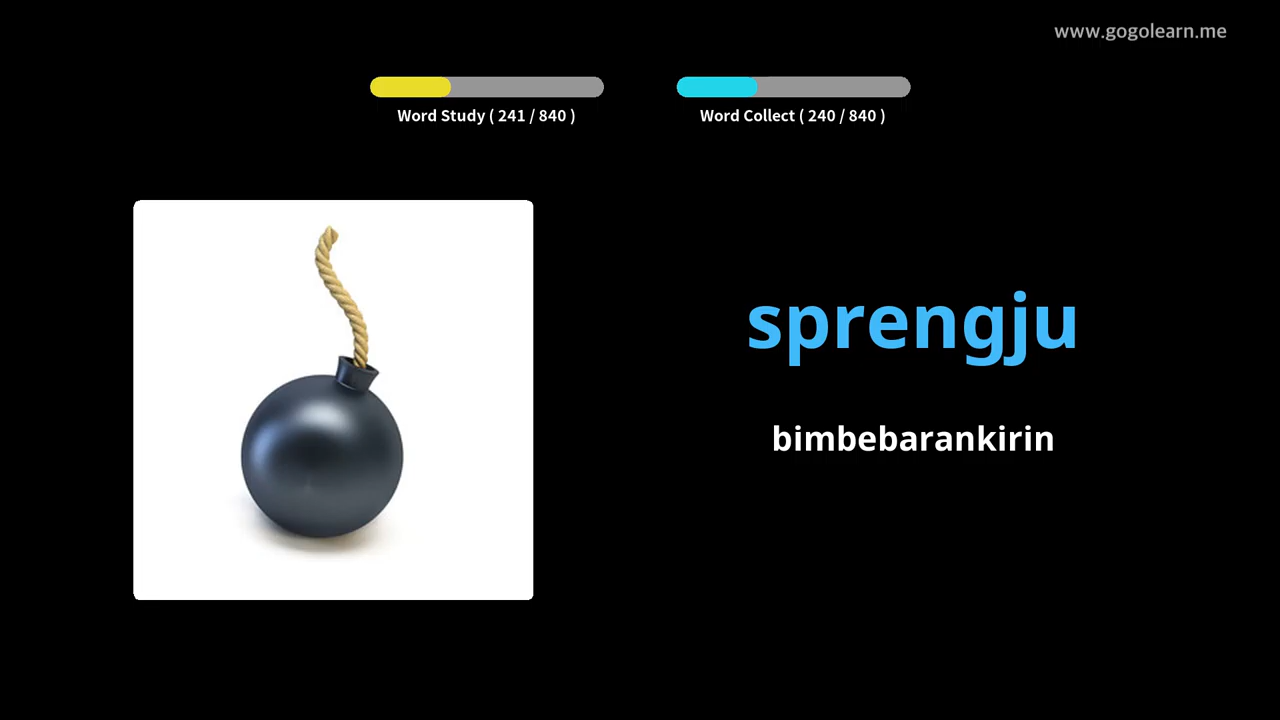 www.gogolearn.me
Word Study ( 241 / 840 )
Word Collect ( 240 / 840 )
sprengju
bimbebarankirin